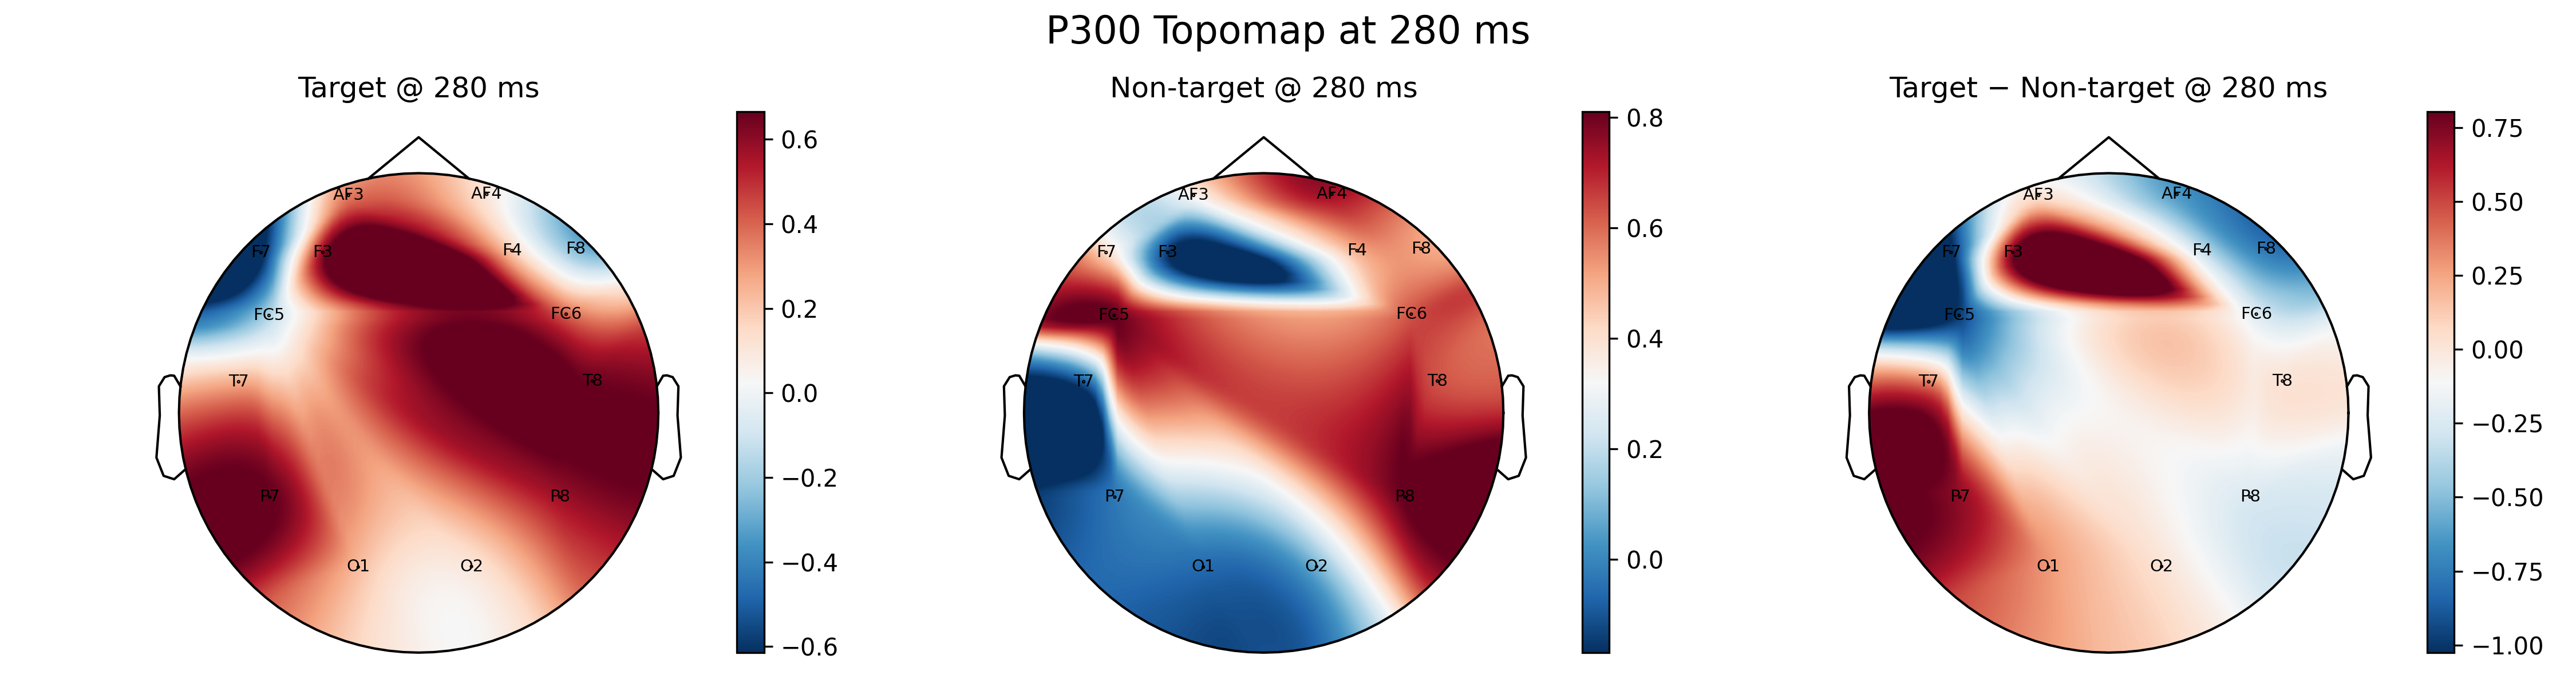 P300 Topomap at 280 ms
Target @ 280 ms
Non-target @ 280 ms
Target − Non-target @ 280 ms
AF3 AF4
F7 F3 F4 F8
FC5 FC6
T7 T8
P7 P8
O1 O2
0.6
0.4
0.2
0.0
−0.2
−0.4
−0.6
AF3 AF4
F7 F3 F4 F8
FC5 FC6
T7 T8
P7 P8
O1 O2
0.8
0.6
0.4
0.2
0.0
AF3 AF4
F7 F3 F4 F8
FC5 FC6
T7 T8
P7 P8
O1 O2
0.75
0.50
0.25
0.00
−0.25
−0.50
−0.75
−1.00